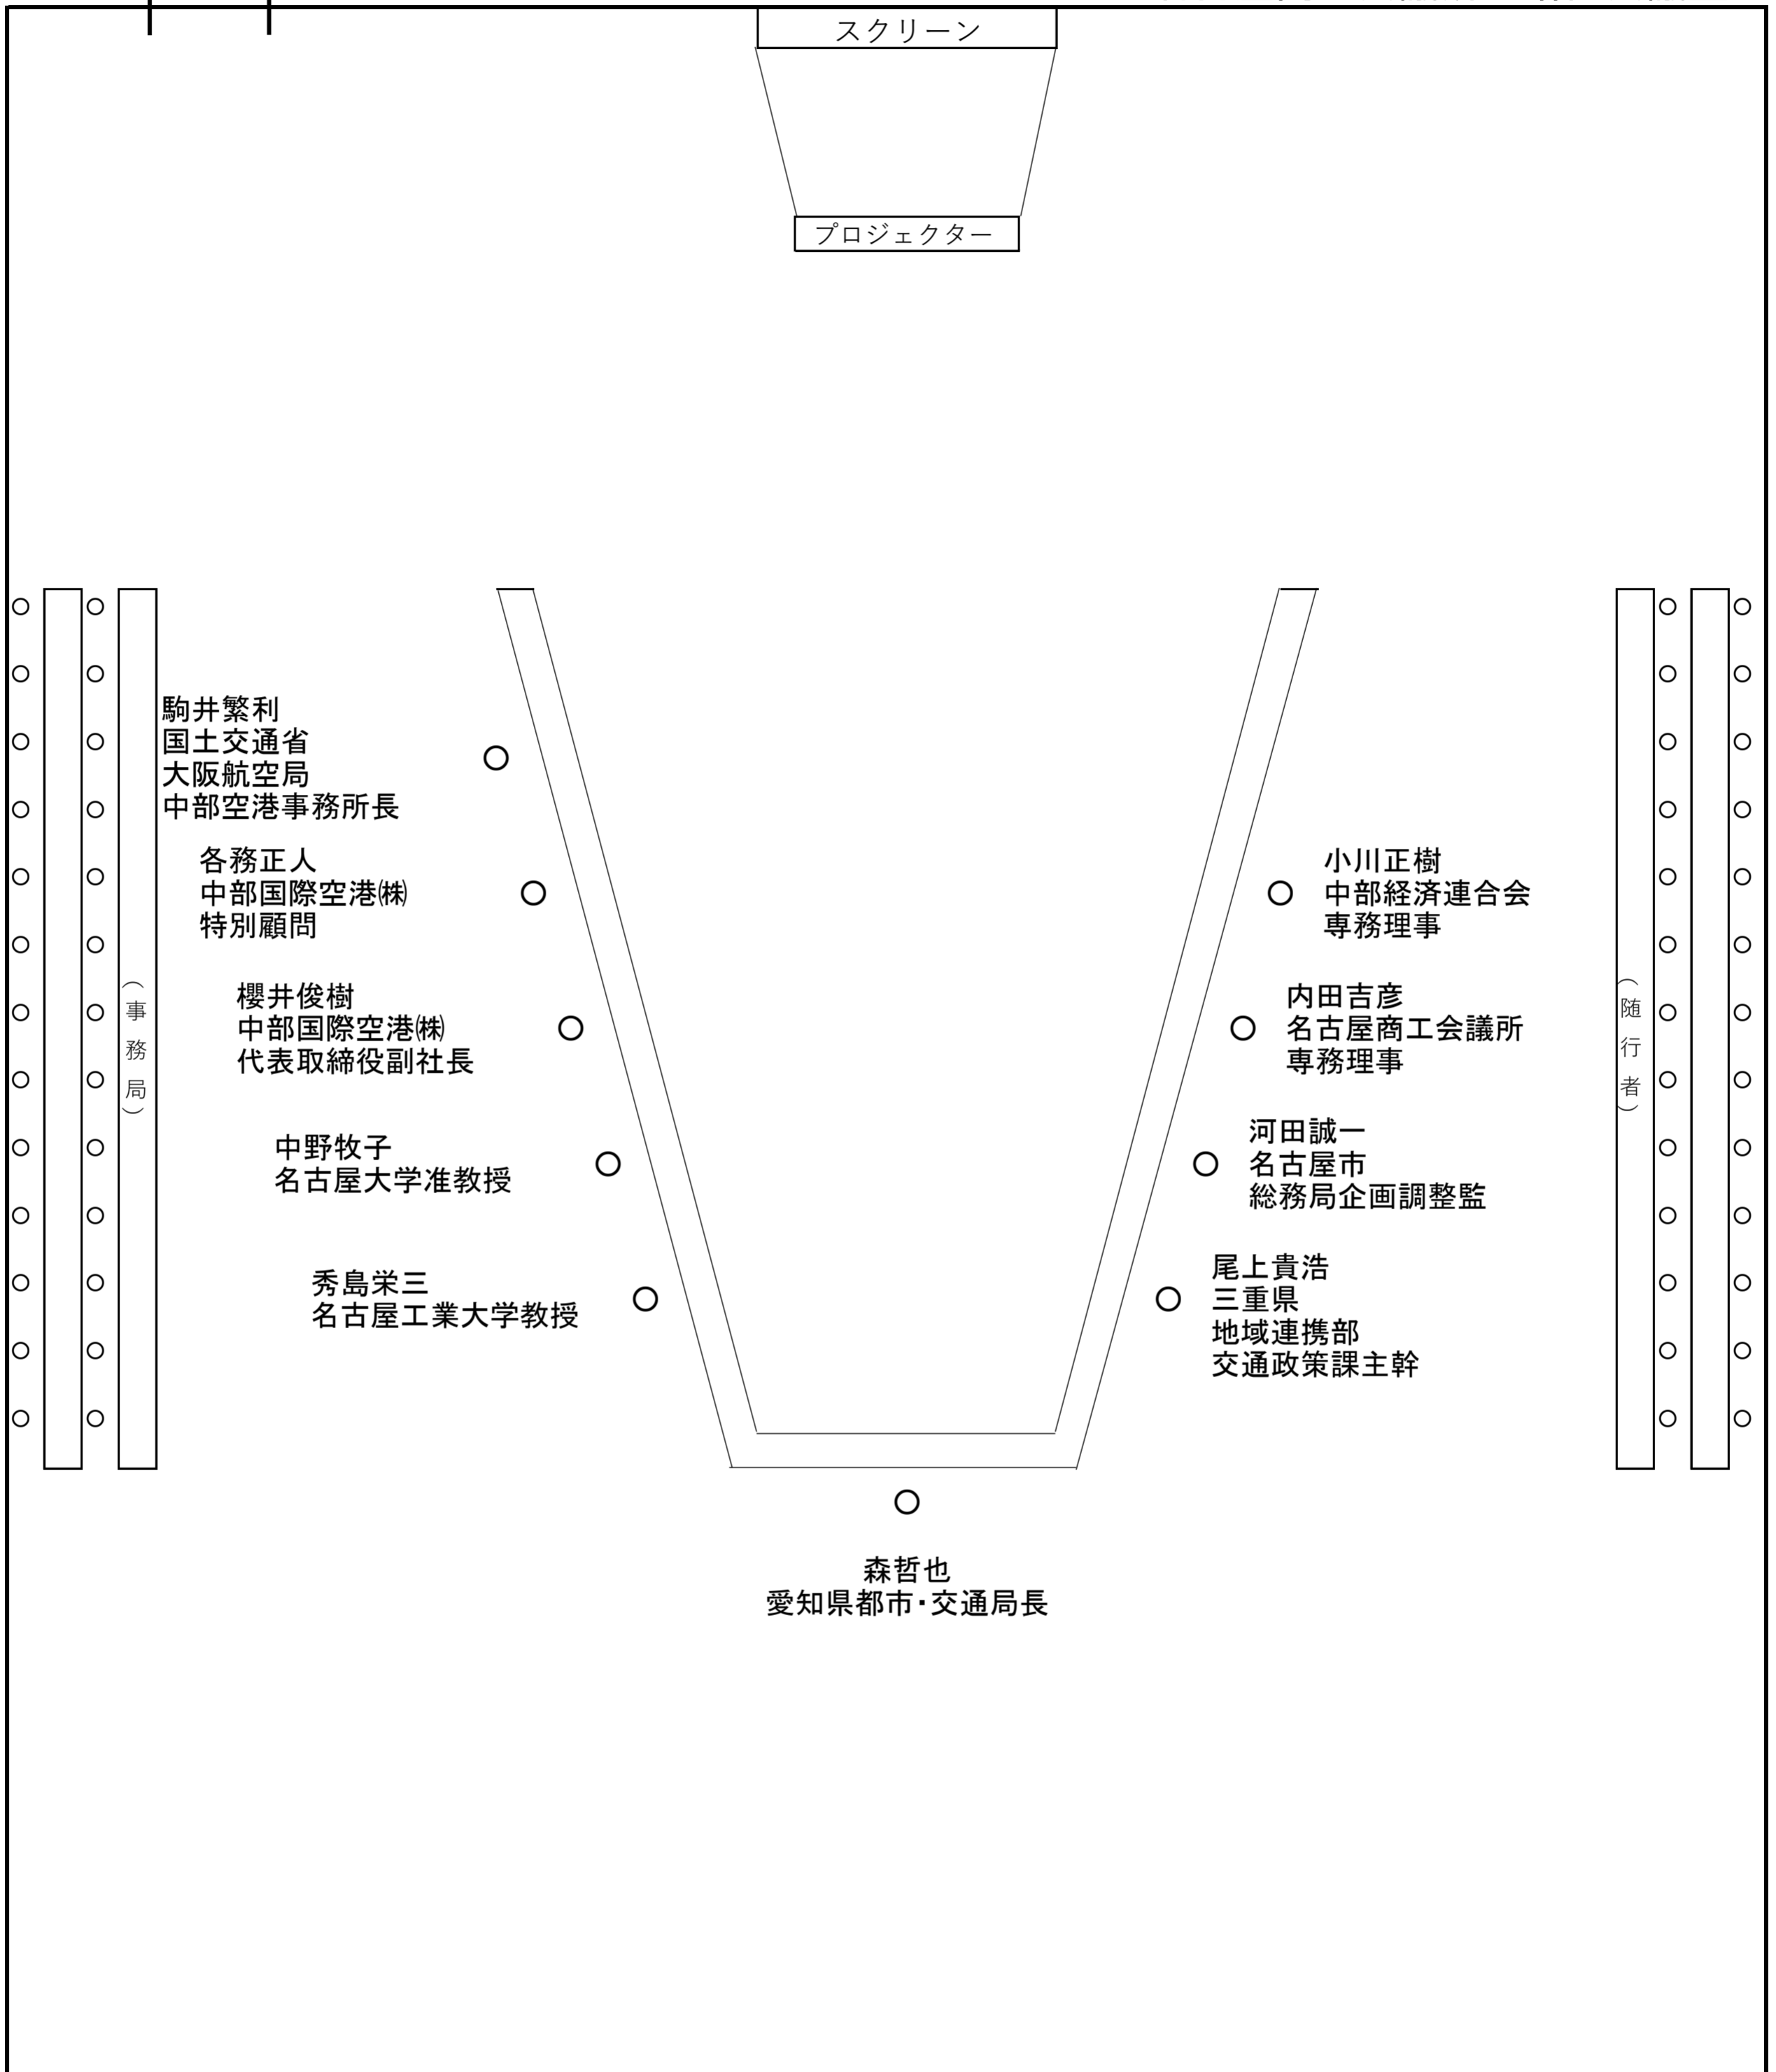 スクリーン
プロジェクター
駒井繁利
国土交通省
大阪航空局
中部空港事務所長
各務正人
中部国際空港㈱
特別顧問
櫻井俊樹
中部国際空港㈱
代表取締役副社長
中野牧子
名古屋大学准教授
秀島栄三
名古屋工業大学教授
小川正樹
中部経済連合会
専務理事
内田吉彦
名古屋商工会議所
専務理事
河田誠一
名古屋市
総務局企画調整監
尾上貴浩
三重県
地域連携部
交通政策課主幹
森哲也
愛知県都市・交通局長
（事務局）
（随行者）